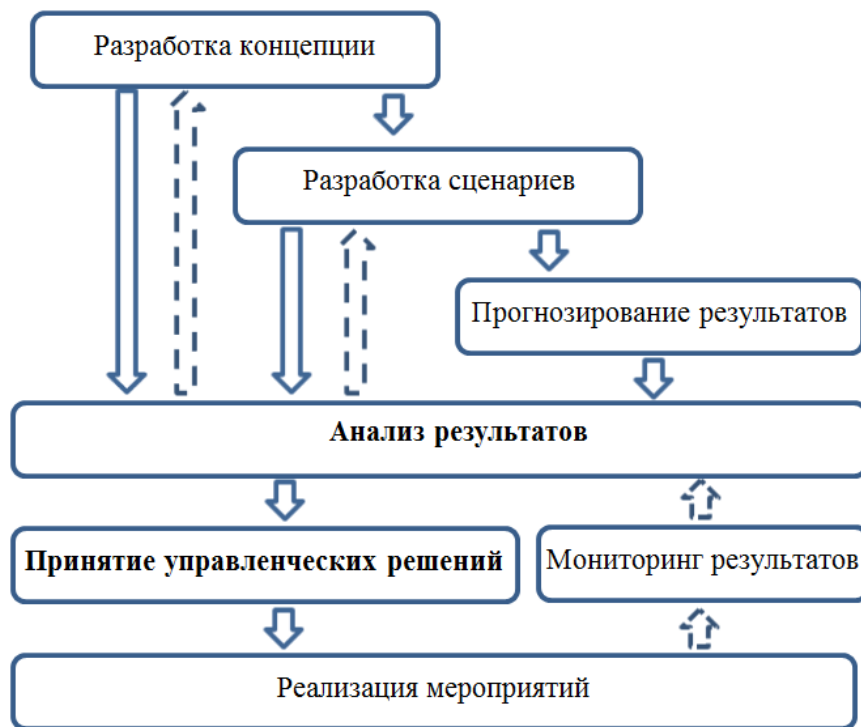 Разработка концепции
Разработка сценариев
Прогнозирование результатов
Анализ результатов
Принятие управленческих решений
Мониторинг результатов
Реализация мероприятий